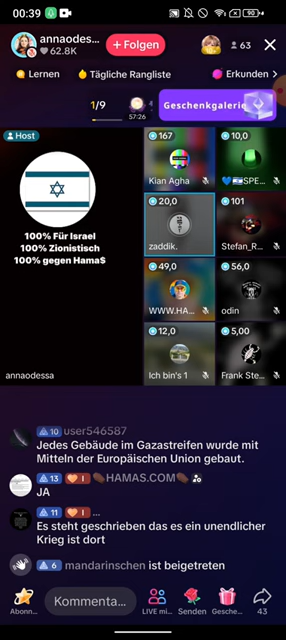 00:39
90
annaodes...
62.8K
+ Folgen
63
Lernen
Tägliche Rangliste
Erkunden >
1/9
57:26
Geschenkgalerie
Host
167
10,0
Kian Agha
SPE...
100% Für Israel
100% Zionistisch
100% gegen Hama$
20,0
101
zaddik.
Stefan_R...
49,0
56,0
WWW.HA...
odin
12,0
5,00
annaodessa
Ich bin's 1
Frank Ste...
10 user546587
Jedes Gebäude im Gazastreifen wurde mit
Mitteln der Europäischen Union gebaut.
13 I HAMAS.COM
JA
11 I ...
Es steht geschrieben das es ein unendlicher
Krieg ist dort
6 mandarinschen ist beigetreten
Abonn...
Kommenta...
LIVE mi...
Senden
Gesche...
43